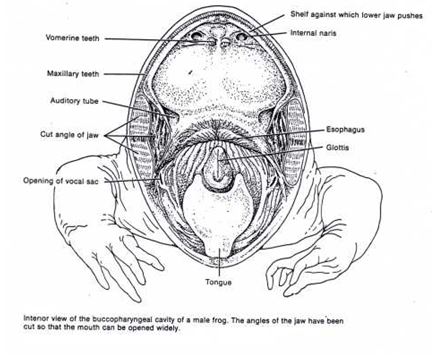 Shelf against which lower jaw pushes
Vomerine teeth
Internal naris
Maxillary teeth
Auditory tube
Cut angle of jaw
Esophagus
Glottis
Opening of vocal sac
Tongue
Interior view of the buccopharyngeal cavity of a male frog. The angles of the jaw have been
cut so that the mouth can be opened widely.